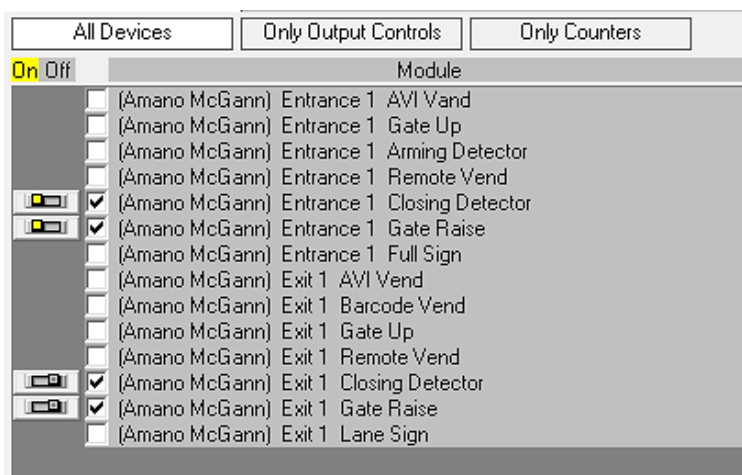 All Devices Only Output Controls Only Counters
On Off Module
(Amano McGann) Entrance 1 AVI Vand
(Amano McGann) Entrance 1 Gate Up
(Amano McGann) Entrance 1 Arming Detector
(Amano McGann) Entrance 1 Remote Vend
(Amano McGann) Entrance 1 Closing Detector
(Amano McGann) Entrance 1 Gate Raise
(Amano McGann) Entrance 1 Full Sign
(Amano McGann) Exit 1 AVI Vend
(Amano McGann) Exit 1 Barcode Vend
(Amano McGann) Exit 1 Gate Up
(Amano McGann) Exit 1 Remote Vend
(Amano McGann) Exit 1 Closing Detector
(Amano McGann) Exit 1 Gate Raise
(Amano McGann) Exit 1 Lane Sign